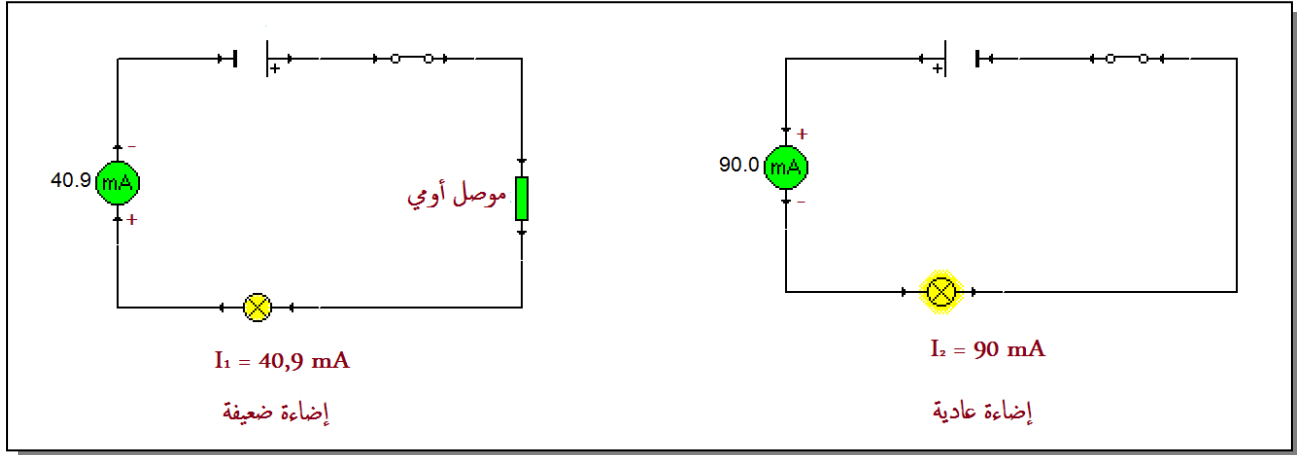 +
+
-
+
40.9 mA
90.0 mA
موصل أومي
+
-
I₁ = 40,9 mA
I₂ = 90 mA
إضاءة ضعيفة
إضاءة عادية